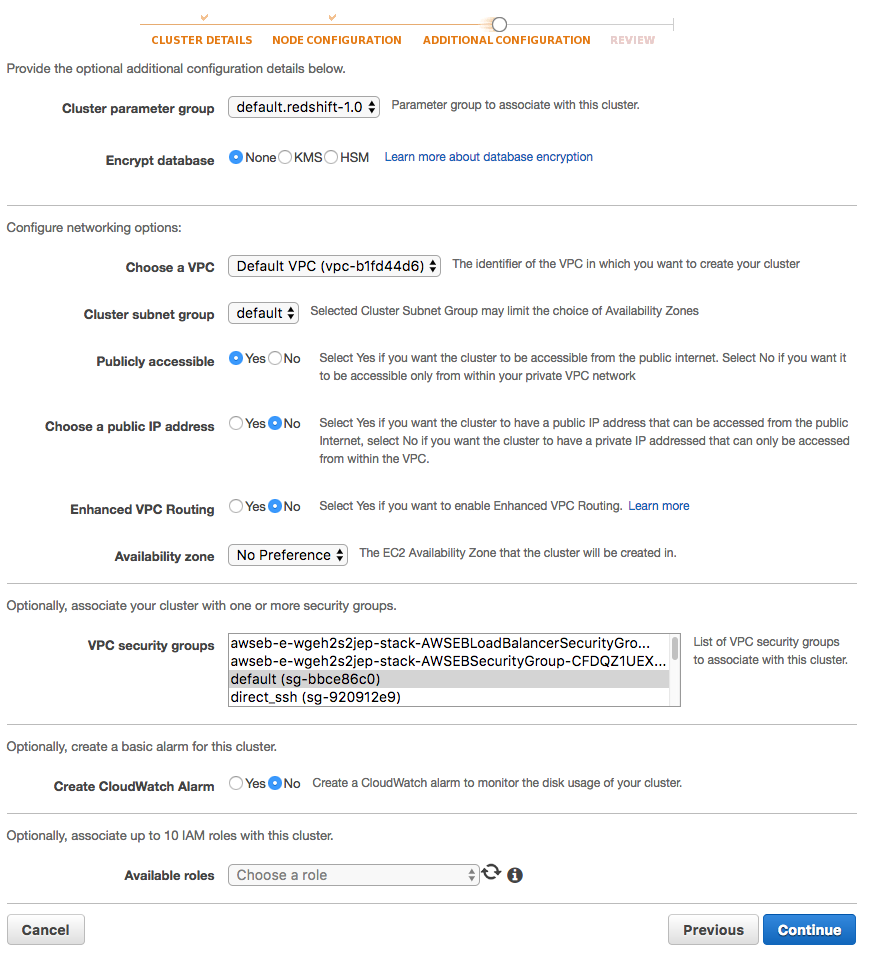 CLUSTER DETAILS NODE CONFIGURATION ADDITIONAL CONFIGURATION REVIEW
Provide the optional additional configuration details below.
Cluster parameter group default.redshift-1.0 Parameter group to associate with this cluster.
Encrypt database None KMS HSM Learn more about database encryption
Configure networking options:
Choose a VPC Default VPC (vpc-b1fd44d6) The identifier of the VPC in which you want to create your cluster
Cluster subnet group default Selected Cluster Subnet Group may limit the choice of Availability Zones
Publicly accessible Yes No Select Yes if you want the cluster to be accessible from the public internet. Select No if you want it
to be accessible only from within your private VPC network
Choose a public IP address Yes No Select Yes if you want the cluster to have a public IP address that can be accessed from the public
Internet, select No if you want the cluster to have a private IP addressed that can only be accessed
from within the VPC.
Enhanced VPC Routing Yes No Select Yes if you want to enable Enhanced VPC Routing. Learn more
Availability zone No Preference The EC2 Availability Zone that the cluster will be created in.
Optionally, associate your cluster with one or more security groups.
VPC security groups awseb-e-wgeh2s2jep-stack-AWSEBLoadBalancerSecurityGro... List of VPC security groups
awseb-e-wgeh2s2jep-stack-AWSEBSecurityGroup-CFDQZ1UEX... to associate with this cluster.
default (sg-bbce86c0)
direct_ssh (sg-920912e9)
Optionally, create a basic alarm for this cluster.
Create CloudWatch Alarm Yes No Create a CloudWatch alarm to monitor the disk usage of your cluster.
Optionally, associate up to 10 IAM roles with this cluster.
Available roles Choose a role
Cancel Previous Continue